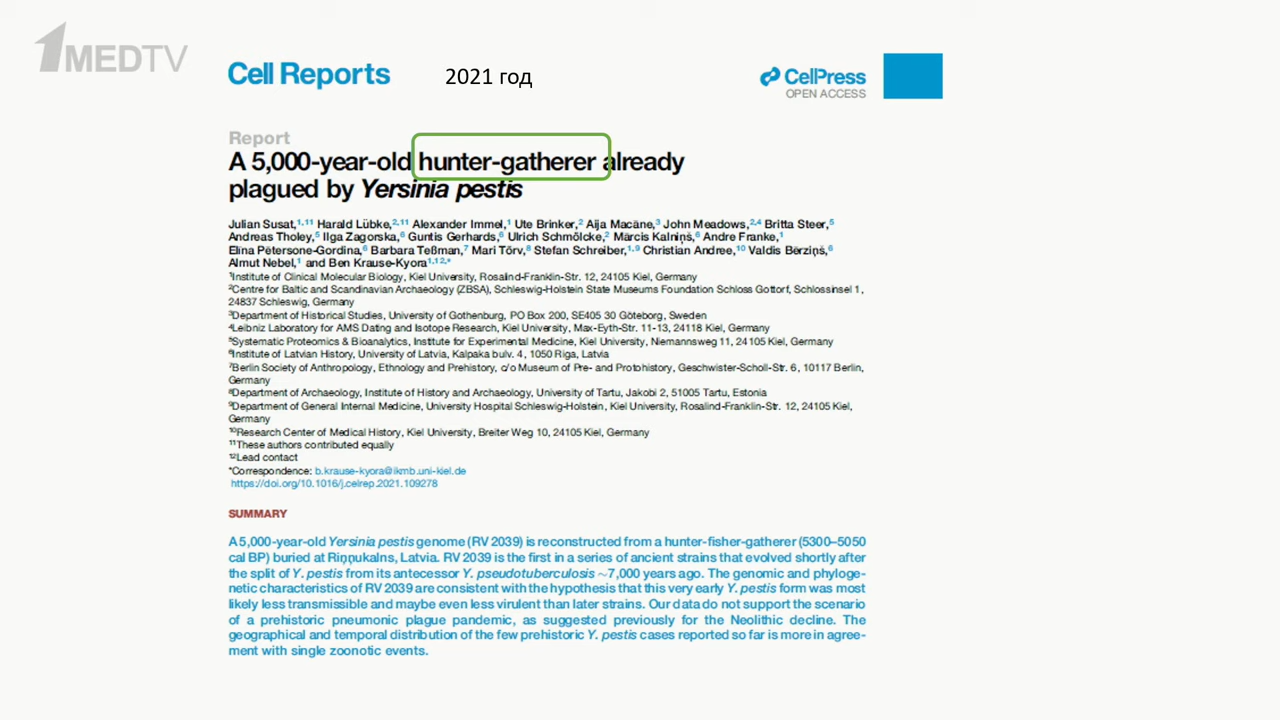 1MEDTV
Cell Reports
2021 год
CellPress
OPEN ACCESS
Report
A 5,000-year-old hunter-gatherer already
plagued by Yersinia pestis
Julian Susat,1,11 Harald Lübke,2,11 Alexander Immel,1 Ute Brinker,2 Aija Macāne,3 John Meadows,2,4 Britta Steer,5
Andreas Tholey,5 Ilga Zagorska,6 Guntis Gerhards,6 Ulrich Schmölcke,2 Mārcis Kalniņš,6 Andre Franke,1
Elīna Pētersone-Gordina,6 Barbara Teßman,7 Mari Tõrv,8 Stefan Schreiber,1,9 Christian Andree,10 Valdis Bērziņš,6
Almut Nebel,1 and Ben Krause-Kyora1,12,*
1Institute of Clinical Molecular Biology, Kiel University, Rosalind-Franklin-Str. 12, 24105 Kiel, Germany
2Centre for Baltic and Scandinavian Archaeology (ZBSA), Schleswig-Holstein State Museums Foundation Schloss Gottorf, Schlossinsel 1,
24837 Schleswig, Germany
3Department of Historical Studies, University of Gothenburg, PO Box 200, SE405 30 Göteborg, Sweden
4Leibniz Laboratory for AMS Dating and Isotope Research, Kiel University, Max-Eyth-Str. 11-13, 24118 Kiel, Germany
5Systematic Proteomics & Bioanalytics, Institute for Experimental Medicine, Kiel University, Niemannsweg 11, 24105 Kiel, Germany
6Institute of Latvian History, University of Latvia, Kalpaka bulv. 4, 1050 Riga, Latvia
7Berlin Society of Anthropology, Ethnology and Prehistory, c/o Museum of Pre- and Protohistory, Geschwister-Scholl-Str. 6, 10117 Berlin,
Germany
8Department of Archaeology, Institute of History and Archaeology, University of Tartu, Jakobi 2, 51005 Tartu, Estonia
9Department of General Internal Medicine, University Hospital Schleswig-Holstein, Kiel University, Rosalind-Franklin-Str. 12, 24105 Kiel,
Germany
10Research Center of Medical History, Kiel University, Breiter Weg 10, 24105 Kiel, Germany
11These authors contributed equally
12Lead contact
*Correspondence: b.krause-kyora@ikmb.uni-kiel.de
https://doi.org/10.1016/j.celrep.2021.109278
SUMMARY
A 5,000-year-old Yersinia pestis genome (RV 2039) is reconstructed from a hunter-fisher-gatherer (5300–5050
cal BP) buried at Riņņukalns, Latvia. RV 2039 is the first in a series of ancient strains that evolved shortly after
the split of Y. pestis from its antecessor Y. pseudotuberculosis ~7,000 years ago. The genomic and phyloge-
netic characteristics of RV 2039 are consistent with the hypothesis that this very early Y. pestis form was most
likely less transmissible and maybe even less virulent than later strains. Our data do not support the scenario
of a prehistoric pneumonic plague pandemic, as suggested previously for the Neolithic decline. The
geographical and temporal distribution of the few prehistoric Y. pestis cases reported so far is more in agree-
ment with single zoonotic events.